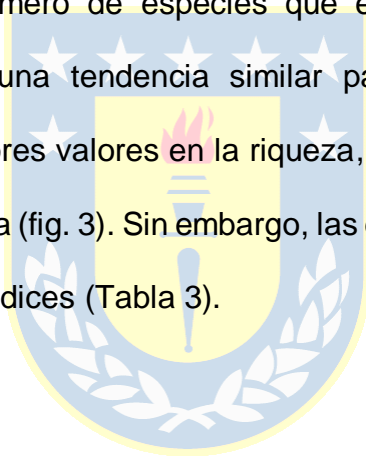 mero de especies que e
una tendencia similar pa
res valores en la riqueza,
a (fig. 3). Sin embargo, las
dices (Tabla 3).